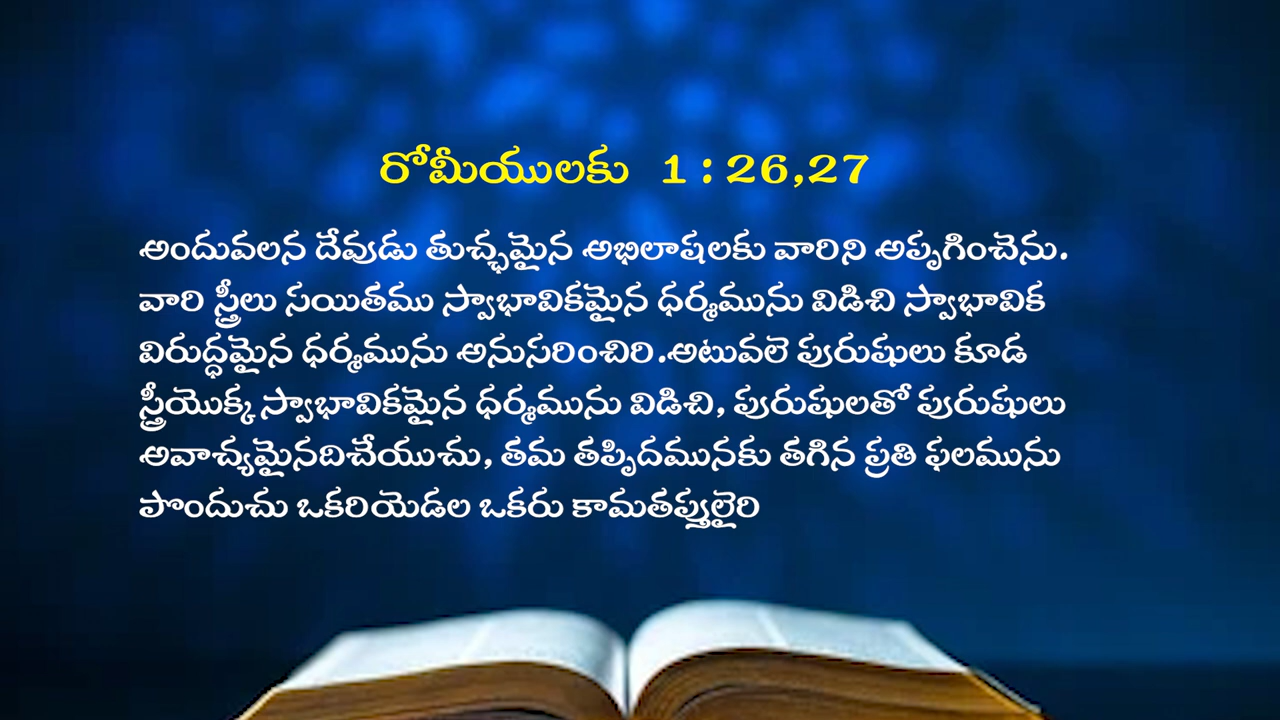 రోమీయులకు 1 : 26,27
అందువలన దేవుడు తుచ్ఛమైన అభిలాషలకు వారిని అప్పగించెను.
వారి స్త్రీలు సయితము స్వాభావికమైన ధర్మమును విడిచి స్వాభావిక
విరుద్ధమైన ధర్మమును అనుసరించిరి.అటువలె పురుషులు కూడ
స్త్రీయొక్క స్వాభావికమైన ధర్మమును విడిచి, పురుషులతో పురుషులు
అవాచ్యమైనదిచేయుచు, తమ తప్పిదమునకు తగిన ప్రతి ఫలమును
పొందుచు ఒకరియెడల ఒకరు కామతప్తులైరి